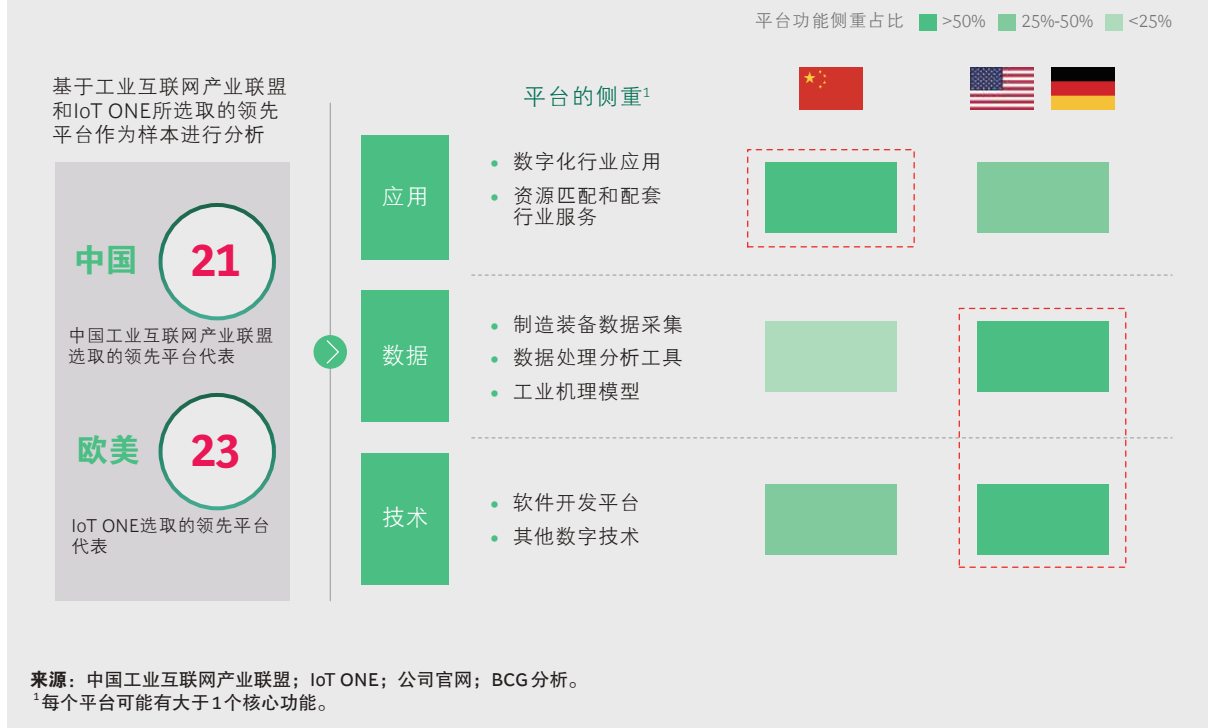 平台功能侧重占比 >50% 25%-50% <25%
基于工业互联网产业联盟
和IoT ONE所选取的领先
平台作为样本进行分析
中国 21
中国工业互联网产业联盟
选取的领先平台代表
欧美 23
IoT ONE选取的领先平台
代表
平台的侧重¹
应用
• 数字化行业应用
• 资源匹配和配套
行业服务
数据
• 制造装备数据采集
• 数据处理分析工具
• 工业机理模型
技术
• 软件开发平台
• 其他数字技术
来源：中国工业互联网产业联盟；IoT ONE；公司官网；BCG分析。
¹每个平台可能有大于1个核心功能。